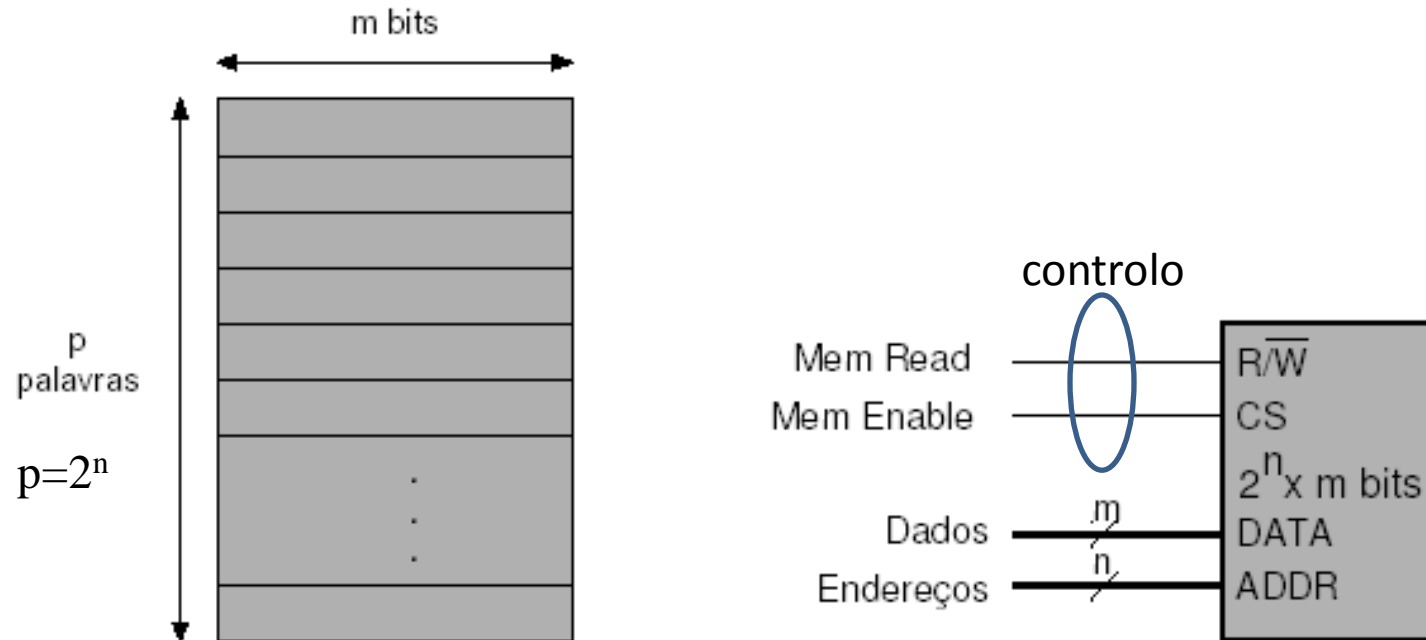 m bits
p
palavras
p=2ⁿ
controlo
Mem Read
Mem Enable
Dados
Endereços
m
n
R/W̅
CS
2ⁿx m bits
DATA
ADDR